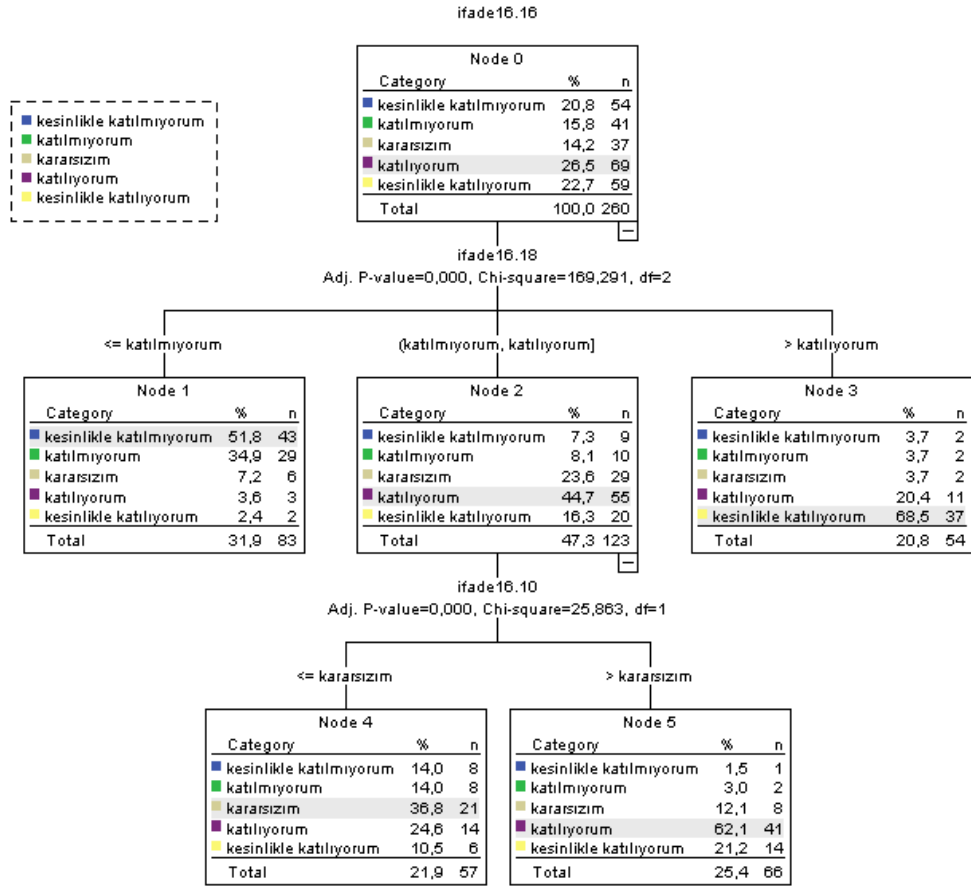 ifade16.16
Node 0
Category % n
kesinlikle katılmıyorum 20,8 54
katılmıyorum 15,8 41
kararsızım 14,2 37
katılıyorum 26,5 69
kesinlikle katılıyorum 22,7 59
Total 100,0 260
kesinlikle katılmıyorum
katılmıyorum
kararsızım
katılıyorum
kesinlikle katılıyorum
ifade16.18
Adj. P-value=0,000, Chi-square=169,291, df=2
<= katılmıyorum
(katılmıyorum, katılıyorum]
> katılıyorum
Node 1
Category % n
kesinlikle katılmıyorum 51,8 43
katılmıyorum 34,9 29
kararsızım 7,2 6
katılıyorum 3,6 3
kesinlikle katılıyorum 2,4 2
Total 31,9 83
Node 2
Category % n
kesinlikle katılmıyorum 7,3 9
katılmıyorum 8,1 10
kararsızım 23,6 29
katılıyorum 44,7 55
kesinlikle katılıyorum 16,3 20
Total 47,3 123
Node 3
Category % n
kesinlikle katılmıyorum 3,7 2
katılmıyorum 3,7 2
kararsızım 3,7 2
katılıyorum 20,4 11
kesinlikle katılıyorum 68,5 37
Total 20,8 54
ifade16.10
Adj. P-value=0,000, Chi-square=25,863, df=1
<= kararsızım
> kararsızım
Node 4
Category % n
kesinlikle katılmıyorum 14,0 8
katılmıyorum 14,0 8
kararsızım 36,8 21
katılıyorum 24,6 14
kesinlikle katılıyorum 10,5 6
Total 21,9 57
Node 5
Category % n
kesinlikle katılmıyorum 1,5 1
katılmıyorum 3,0 2
kararsızım 12,1 8
katılıyorum 62,1 41
kesinlikle katılıyorum 21,2 14
Total 25,4 66